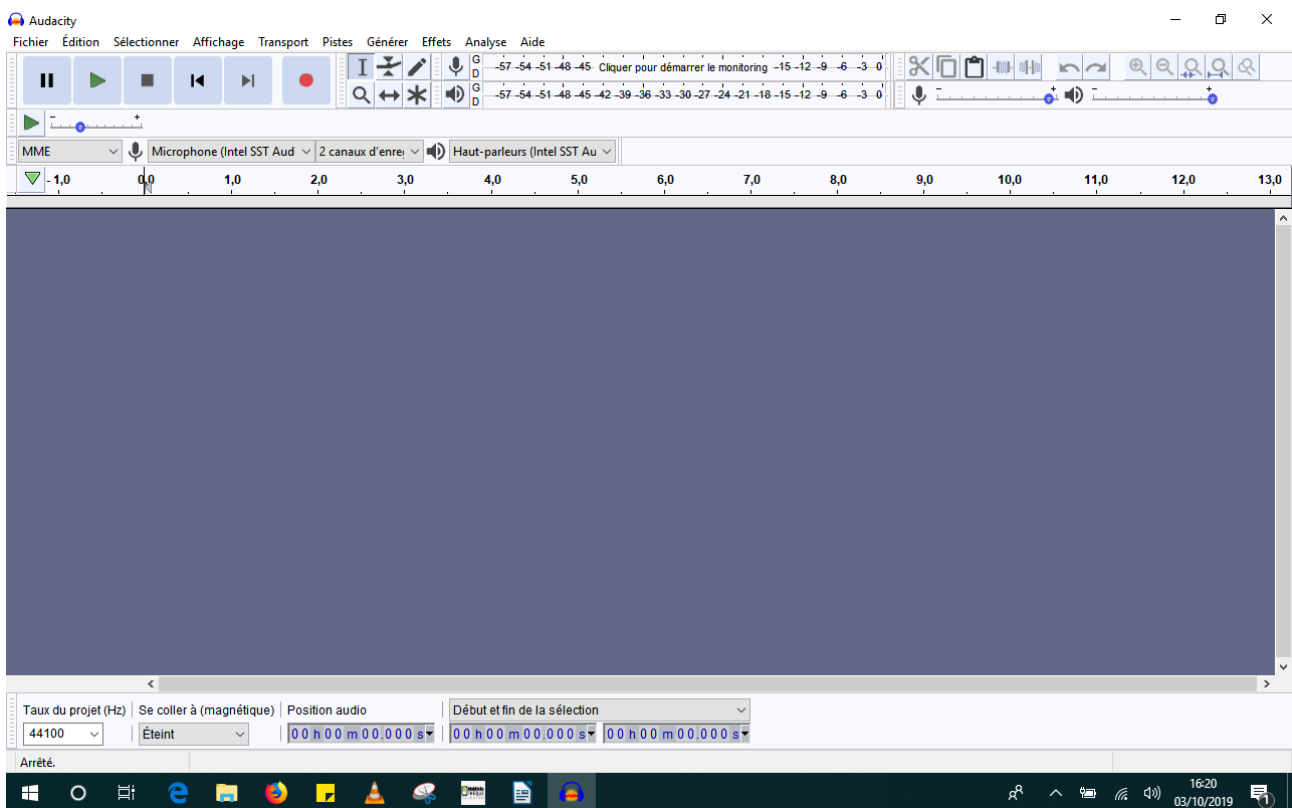 Audacity
Fichier Édition Sélectionner Affichage Transport Pistes Générer Effets Analyse Aide
G
D
-57 -54 -51 -48 -45 Cliquer pour démarrer le monitoring -15 -12 -9 -6 -3 0
G
D
-57 -54 -51 -48 -45 -42 -39 -36 -33 -30 -27 -24 -21 -18 -15 -12 -9 -6 -3 0
MME Microphone (Intel SST Aud 2 canaux d'enre Haut-parleurs (Intel SST Au
- 1,0 0,0 1,0 2,0 3,0 4,0 5,0 6,0 7,0 8,0 9,0 10,0 11,0 12,0 13,0
Taux du projet (Hz) Se coller à (magnétique) Position audio Début et fin de la sélection
44100 Éteint 00 h 00 m 00,000 s 00 h 00 m 00.000 s 00 h 00 m 00.000 s
Arrêté.
16:20
03/10/2019
1